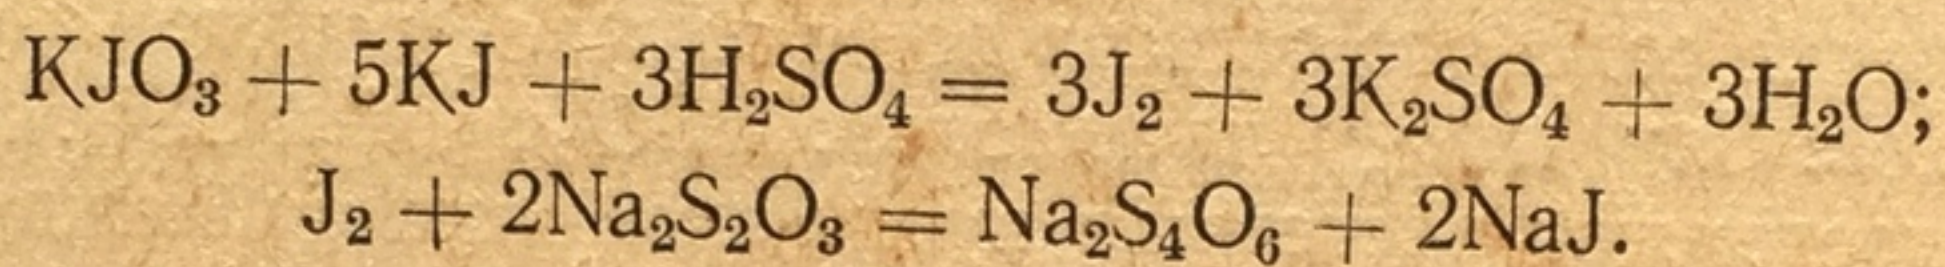 KJO₃ + 5KJ + 3H₂SO₄ = 3J₂ + 3K₂SO₄ + 3H₂O;
J₂ + 2Na₂S₂O₃ = Na₂S₄O₆ + 2NaJ.